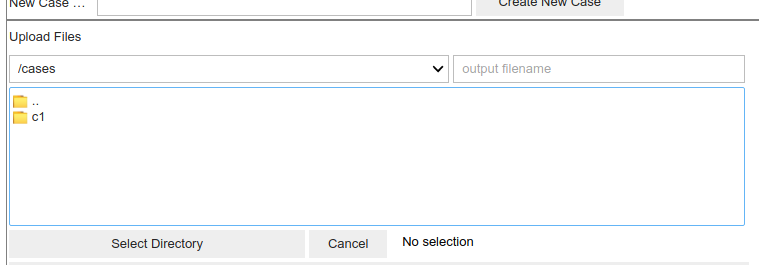 New Case …
Create New Case
Upload Files
/cases
output filename
..
c1
Select Directory
Cancel
No selection